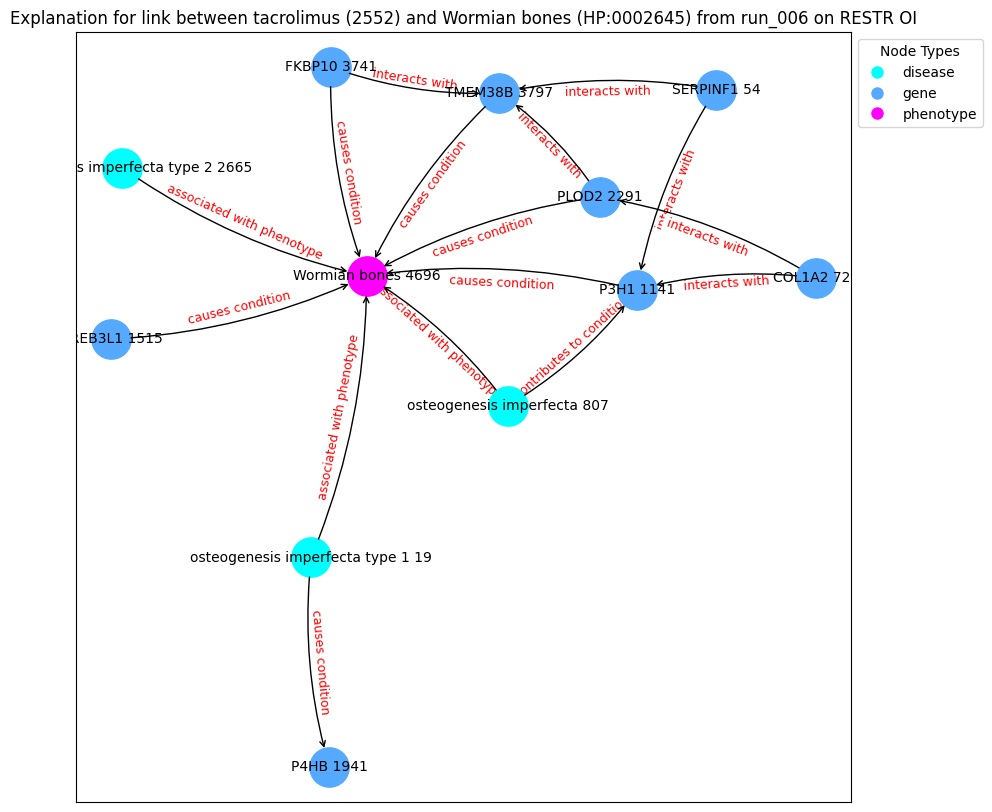 Explanation for link between tacrolimus (2552) and Wormian bones (HP:0002645) from run_006 on RESTR OI
Node Types
disease
gene
phenotype
FKBP10 3741
interacts with
TMEM38B 3797
interacts with
SERPINF1 54
causes condition
interacts with
s imperfecta type 2 2665
associated with phenotype
causes condition
interacts with
PLOD2 2291
interacts with
causes condition
Wormian bones 4696
causes condition
P3H1 1141
interacts with
COL1A2 72
causes condition
REB3L1 1515
associated with phenotype
contributes to condition
osteogenesis imperfecta 807
associated with phenotype
osteogenesis imperfecta type 1 19
causes condition
P4HB 1941